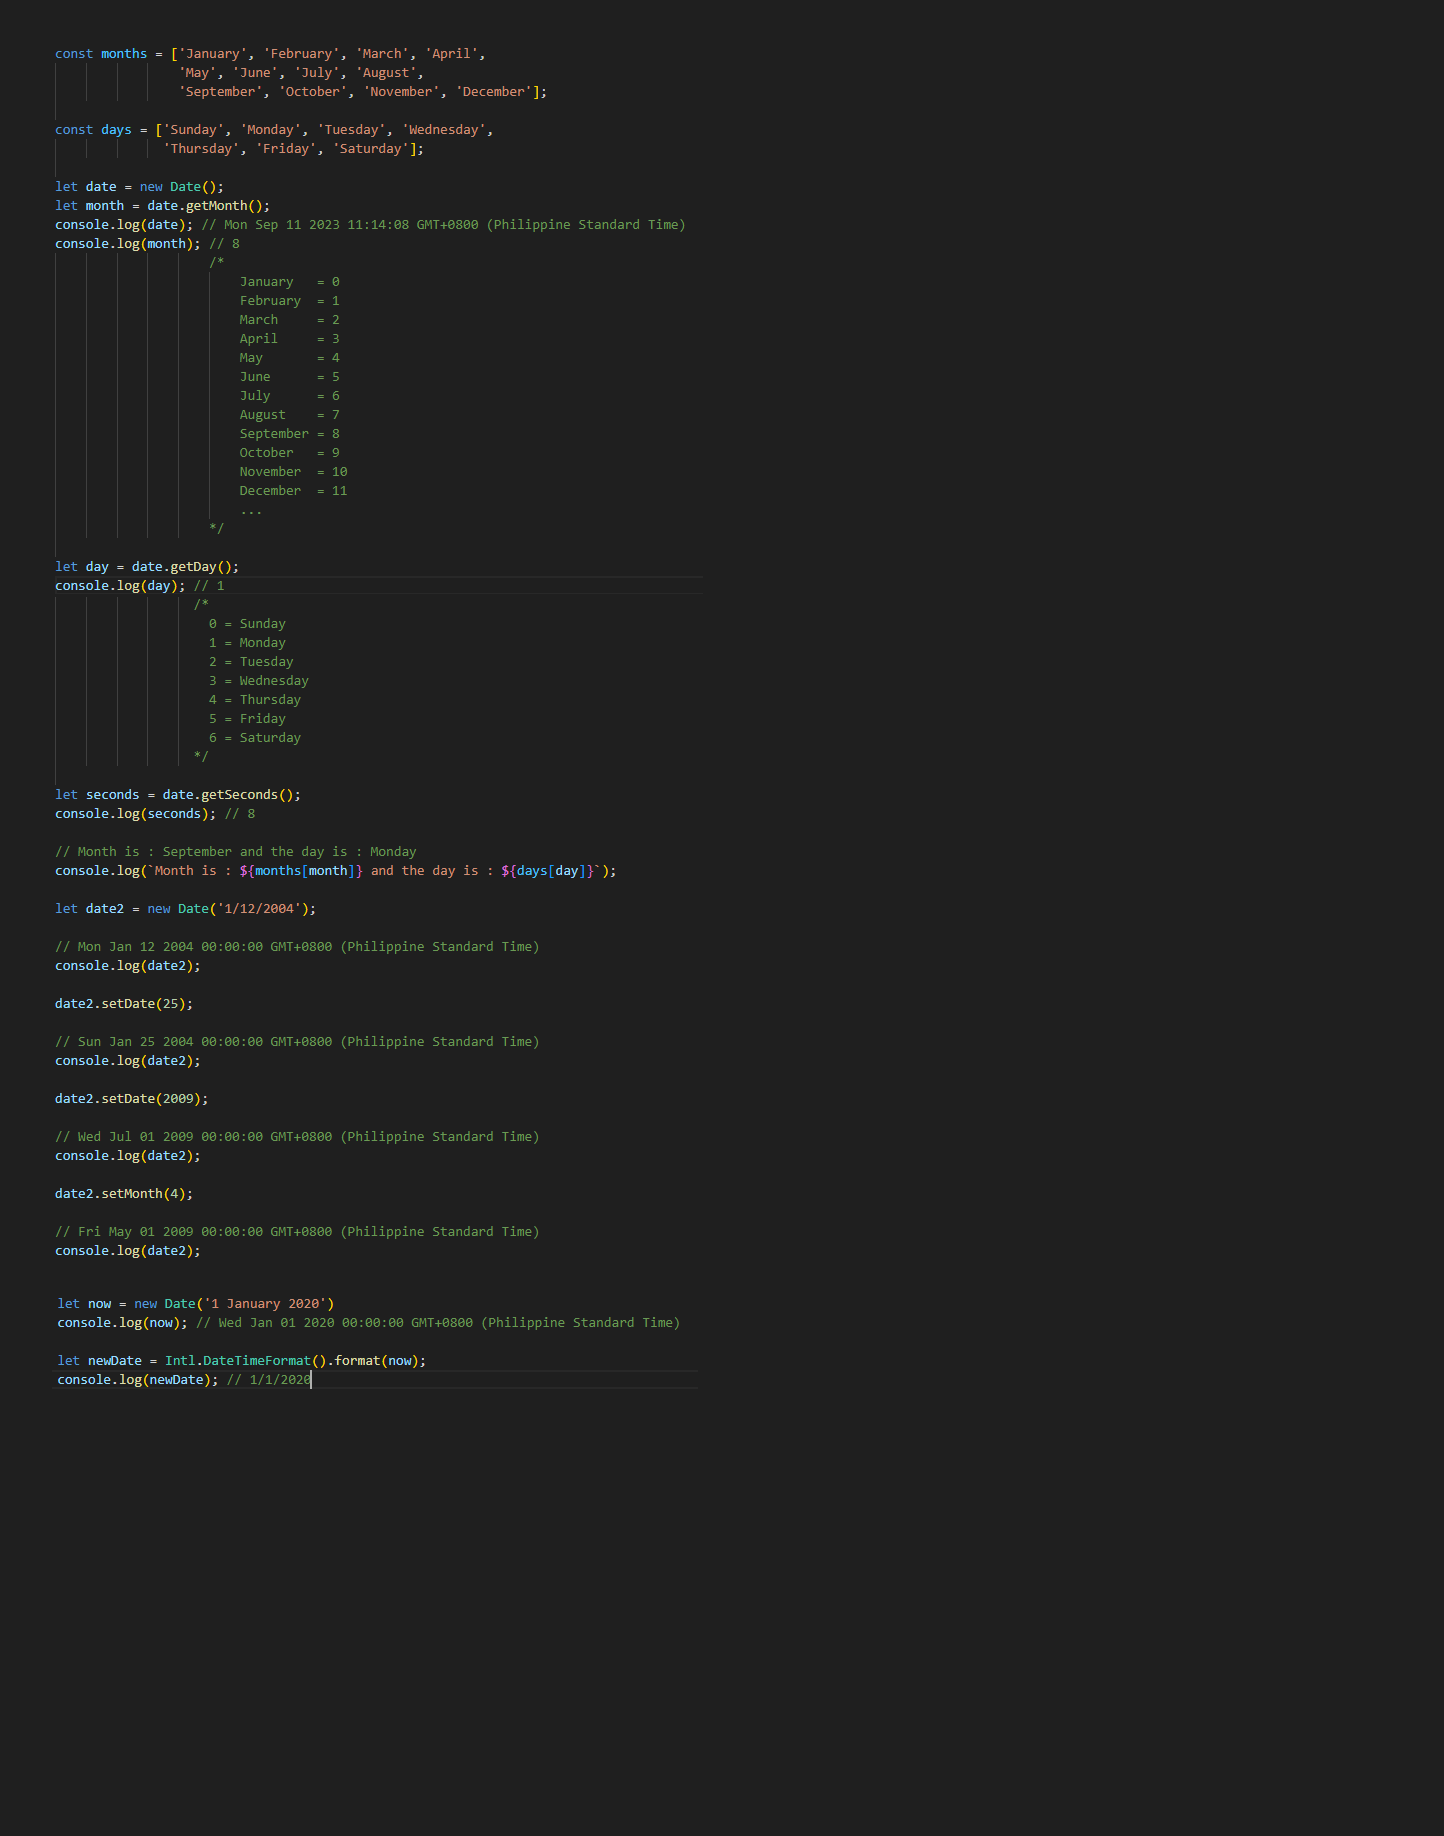 const months = ['January', 'February', 'March', 'April',
'May', 'June', 'July', 'August',
'September', 'October', 'November', 'December'];
const days = ['Sunday', 'Monday', 'Tuesday', 'Wednesday',
'Thursday', 'Friday', 'Saturday'];
let date = new Date();
let month = date.getMonth();
console.log(date); // Mon Sep 11 2023 11:14:08 GMT+0800 (Philippine Standard Time)
console.log(month); // 8
/*
January = 0
February = 1
March = 2
April = 3
May = 4
June = 5
July = 6
August = 7
September = 8
October = 9
November = 10
December = 11
...
*/
let day = date.getDay();
console.log(day); // 1
/*
0 = Sunday
1 = Monday
2 = Tuesday
3 = Wednesday
4 = Thursday
5 = Friday
6 = Saturday
*/
let seconds = date.getSeconds();
console.log(seconds); // 8
// Month is : September and the day is : Monday
console.log(`Month is : ${months[month]} and the day is : ${days[day]}`);
let date2 = new Date('1/12/2004');
// Mon Jan 12 2004 00:00:00 GMT+0800 (Philippine Standard Time)
console.log(date2);
date2.setDate(25);
// Sun Jan 25 2004 00:00:00 GMT+0800 (Philippine Standard Time)
console.log(date2);
date2.setDate(2009);
// Wed Jul 01 2009 00:00:00 GMT+0800 (Philippine Standard Time)
console.log(date2);
date2.setMonth(4);
// Fri May 01 2009 00:00:00 GMT+0800 (Philippine Standard Time)
console.log(date2);
let now = new Date('1 January 2020')
console.log(now); // Wed Jan 01 2020 00:00:00 GMT+0800 (Philippine Standard Time)
let newDate = Intl.DateTimeFormat().format(now);
console.log(newDate); // 1/1/2020